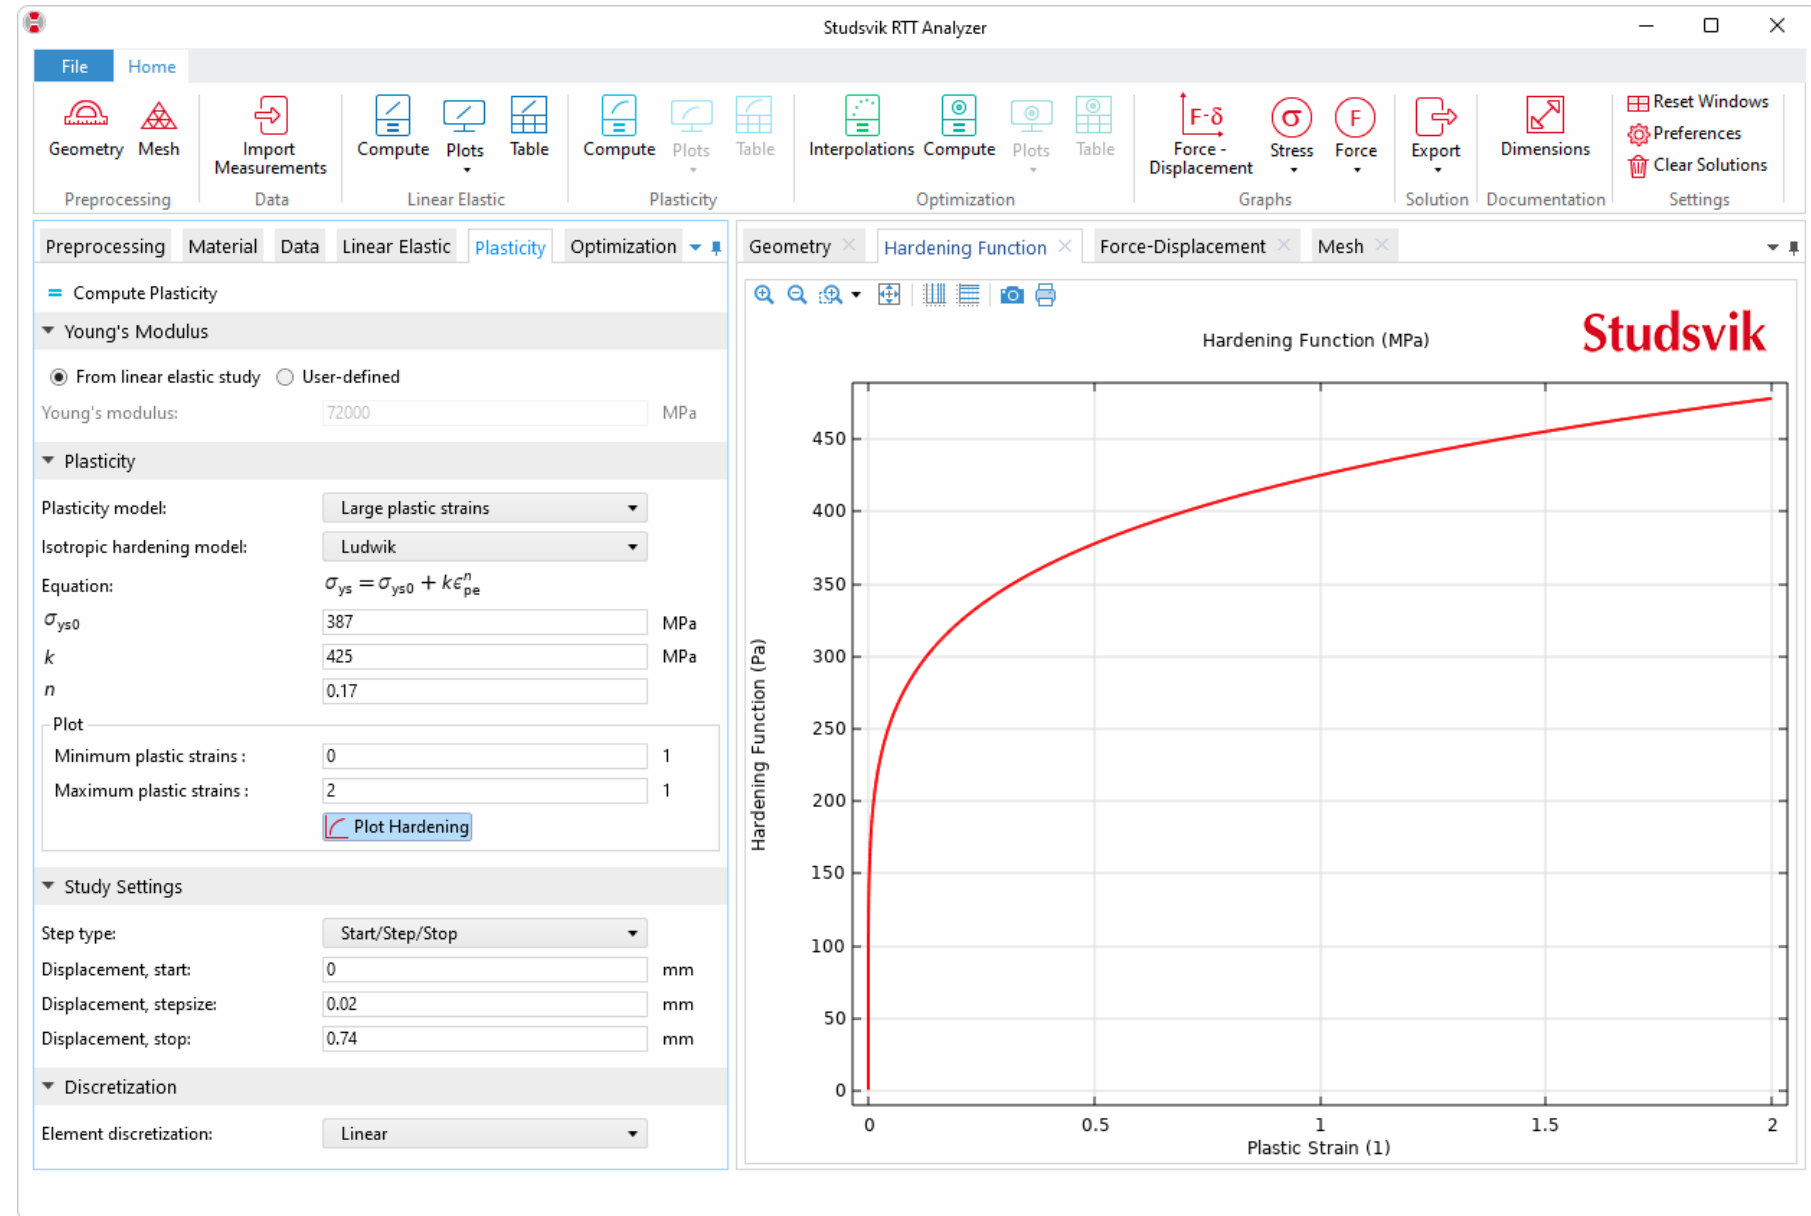 Studsvik RTT Analyzer
File Home
Geometry Mesh Import Measurements Compute Plots Table Compute Plots Table Interpolations Compute Plots Table Force - Displacement Stress Force Export Dimensions
F-δ σ F
Reset Windows
Preferences
Clear Solutions
Preprocessing Data Linear Elastic Plasticity Optimization Graphs Solution Documentation Settings
Preprocessing Material Data Linear Elastic Plasticity Optimization
= Compute Plasticity
Young's Modulus
From linear elastic study User-defined
Young's modulus: 72000 MPa
Plasticity
Plasticity model: Large plastic strains
Isotropic hardening model: Ludwik
Equation: σys = σys0 + kϵpe^n
σys0 387 MPa
k 425 MPa
n 0.17
Plot
Minimum plastic strains : 0 1
Maximum plastic strains : 2 1
Plot Hardening
Study Settings
Step type: Start/Step/Stop
Displacement, start: 0 mm
Displacement, stepsize: 0.02 mm
Displacement, stop: 0.74 mm
Discretization
Element discretization: Linear
Geometry Hardening Function Force-Displacement Mesh
Studsvik
Hardening Function (MPa)
Hardening Function (Pa)
450
400
350
300
250
200
150
100
50
0
0 0.5 1 1.5 2
Plastic Strain (1)